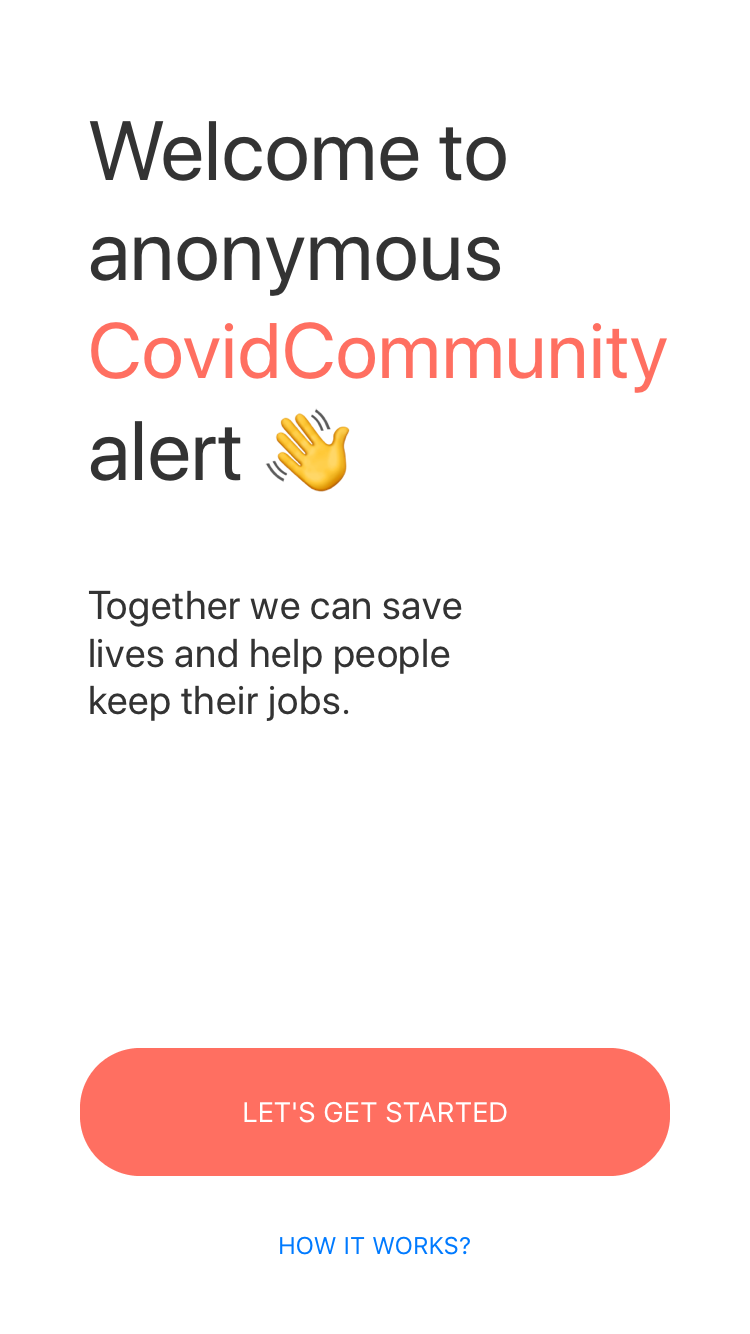 Welcome to
anonymous
CovidCommunity
alert 👋
Together we can save
lives and help people
keep their jobs.
LET'S GET STARTED
HOW IT WORKS?